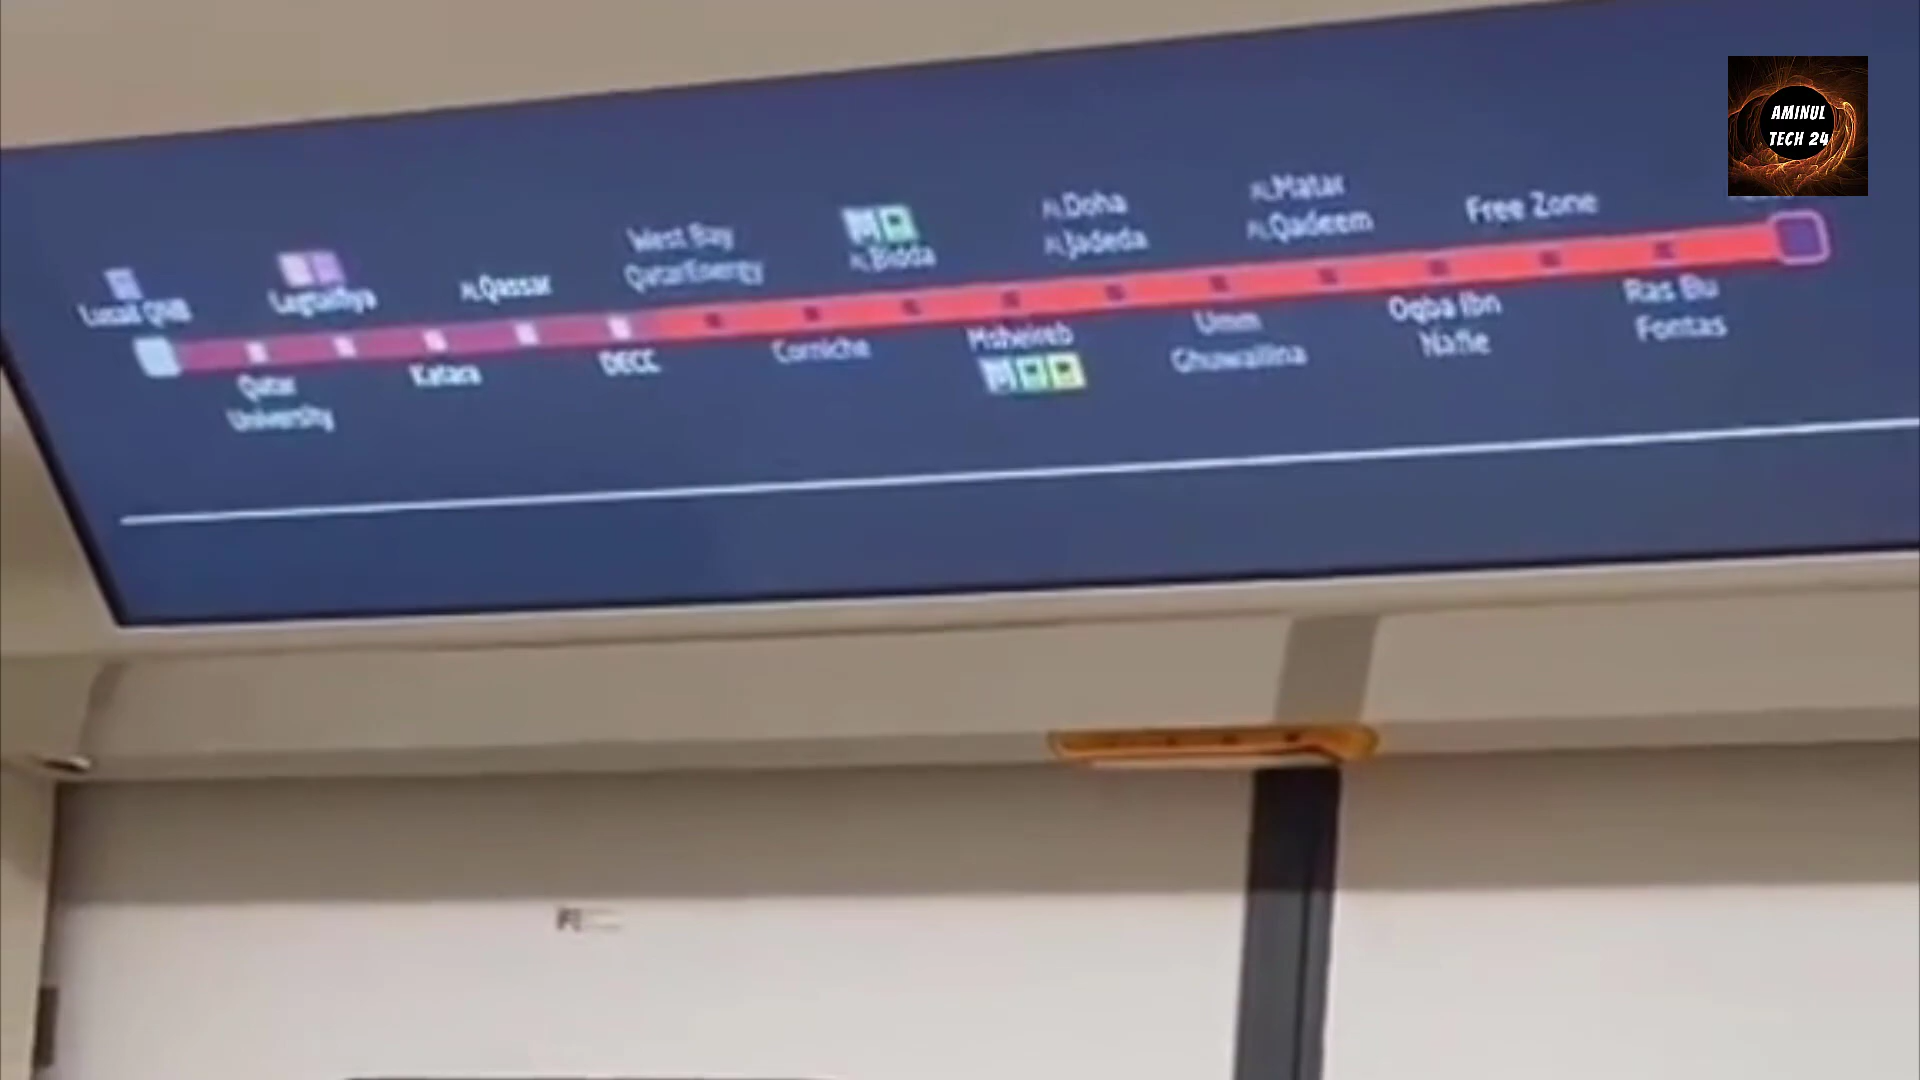 AMINUL
TECH 24
Lusail QNB
Legtaifiya
AL Qassar
West Bay
QatarEnergy
AL Bidda
AL Doha
AL Jadeda
AL Matar
AL Qadeem
Free Zone
Qatar
University
Katara
DECC
Corniche
Msheireb
Umm
Ghuwailina
Oqba Ibn
Nafie
Ras Bu
Fontas